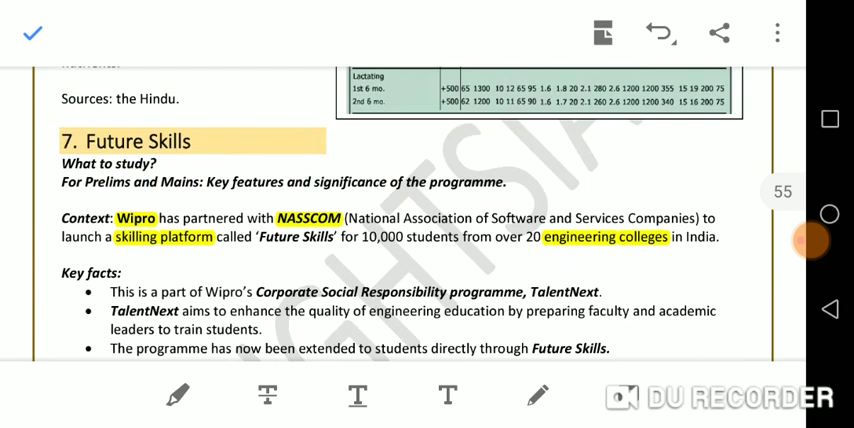 Lactating
1st 6 mo. +500 65 1300 10 12 65 95 1.6 1.8 20 2.1 280 2.6 1200 1200 355 15 19 200 75
2nd 6 mo. +500 62 1200 10 11 65 90 1.6 1.7 20 2.1 260 2.6 1200 1200 340 15 16 200 75
Sources: the Hindu.
7. Future Skills
What to study?
For Prelims and Mains: Key features and significance of the programme.
55
Context: Wipro has partnered with NASSCOM (National Association of Software and Services Companies) to
launch a skilling platform called ‘Future Skills’ for 10,000 students from over 20 engineering colleges in India.
Key facts:
• This is a part of Wipro’s Corporate Social Responsibility programme, TalentNext.
• TalentNext aims to enhance the quality of engineering education by preparing faculty and academic
leaders to train students.
• The programme has now been extended to students directly through Future Skills.
T T T
DU RECORDER